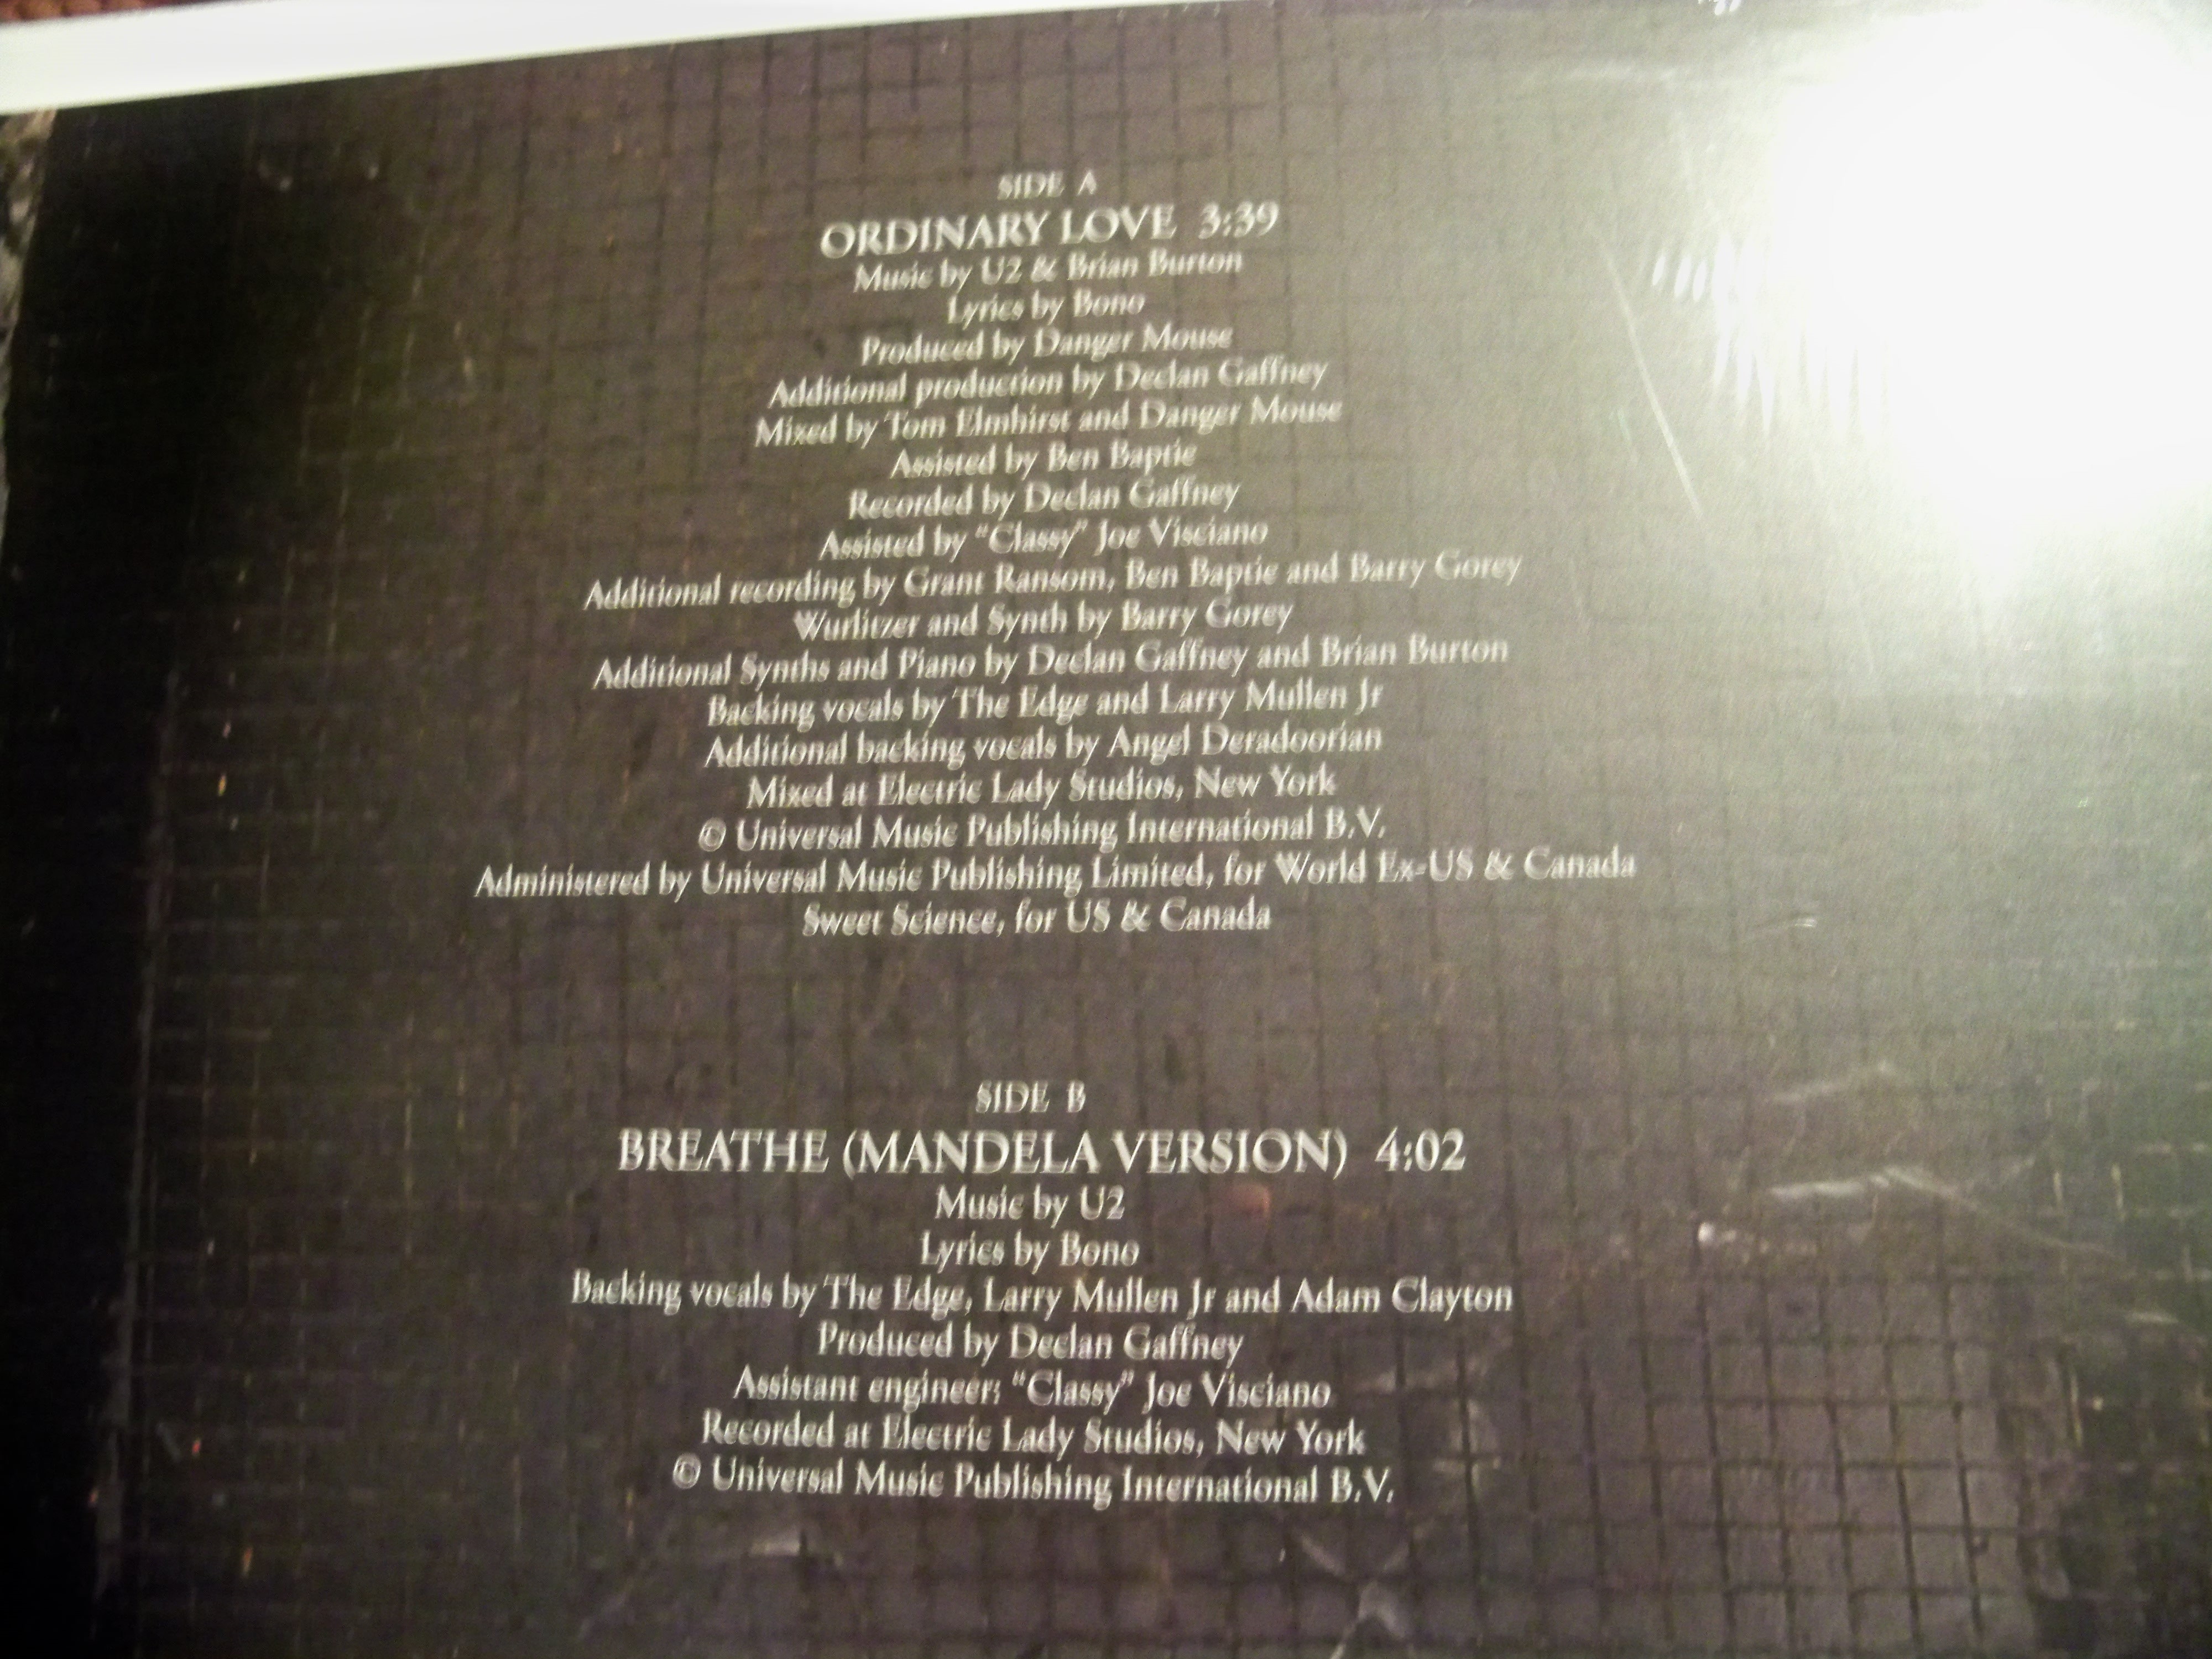 SIDE A
ORDINARY LOVE 3:39
Music by U2 & Brian Burton
Lyrics by Bono
Produced by Danger Mouse
Additional production by Declan Gaffney
Mixed by Tom Elmhirst and Danger Mouse
Assisted by Ben Baptie
Recorded by Declan Gaffney
Assisted by "Classy" Joe Visciano
Additional recording by Grant Ransom, Ben Baptie and Barry Gorey
Wurlitzer and Synth by Barry Gorey
Additional Synths and Piano by Declan Gaffney and Brian Burton
Backing vocals by The Edge and Larry Mullen Jr
Additional backing vocals by Angel Deradoorian
Mixed at Electric Lady Studios, New York
© Universal Music Publishing International B.V.
Administered by Universal Music Publishing Limited, for World Ex-US & Canada
Sweet Science, for US & Canada
SIDE B
BREATHE (MANDELA VERSION) 4:02
Music by U2
Lyrics by Bono
Backing vocals by The Edge, Larry Mullen Jr and Adam Clayton
Produced by Declan Gaffney
Assistant engineer: "Classy" Joe Visciano
Recorded at Electric Lady Studios, New York
© Universal Music Publishing International B.V.